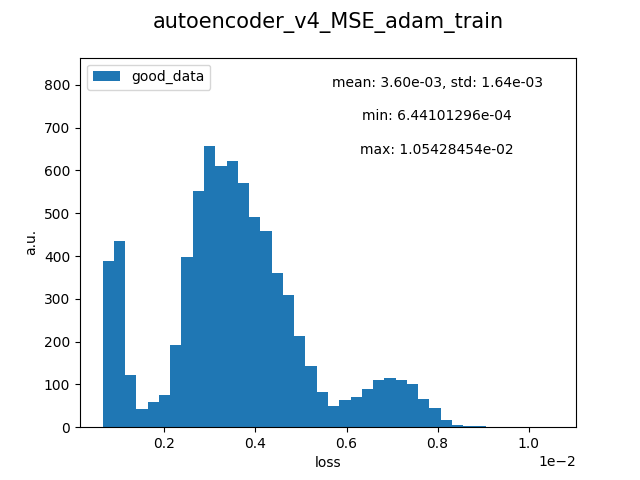 autoencoder_v4_MSE_adam_train
good_data
mean: 3.60e-03, std: 1.64e-03
min: 6.44101296e-04
max: 1.05428454e-02
a.u.
800
700
600
500
400
300
200
100
0
0.2 0.4 0.6 0.8 1.0
loss
1e−2